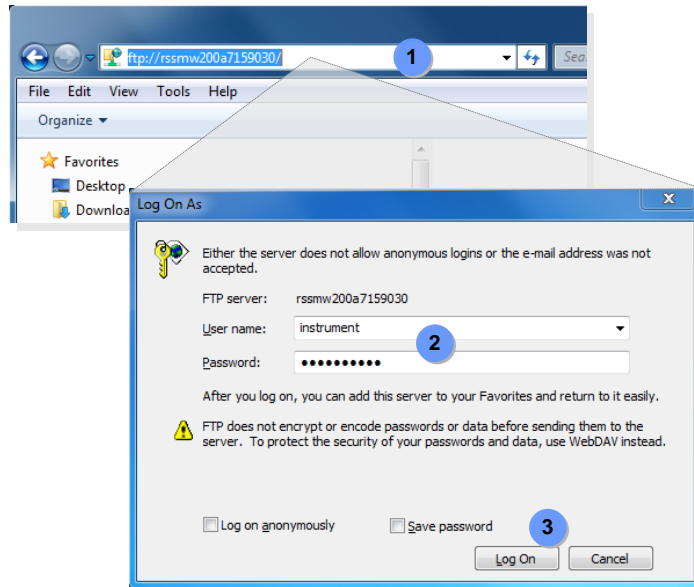 ftp://rssmw200a7159030/
1
Sea
File Edit View Tools Help
Organize
Favorites
Desktop
Downloa
Log On As
x
Either the server does not allow anonymous logins or the e-mail address was not
accepted.
FTP server: rssmw200a7159030
User name: instrument
2
Password: ●●●●●●●●●●
After you log on, you can add this server to your Favorites and return to it easily.
FTP does not encrypt or encode passwords or data before sending them to the
server. To protect the security of your passwords and data, use WebDAV instead.
Log on anonymously Save password
3
Log On Cancel